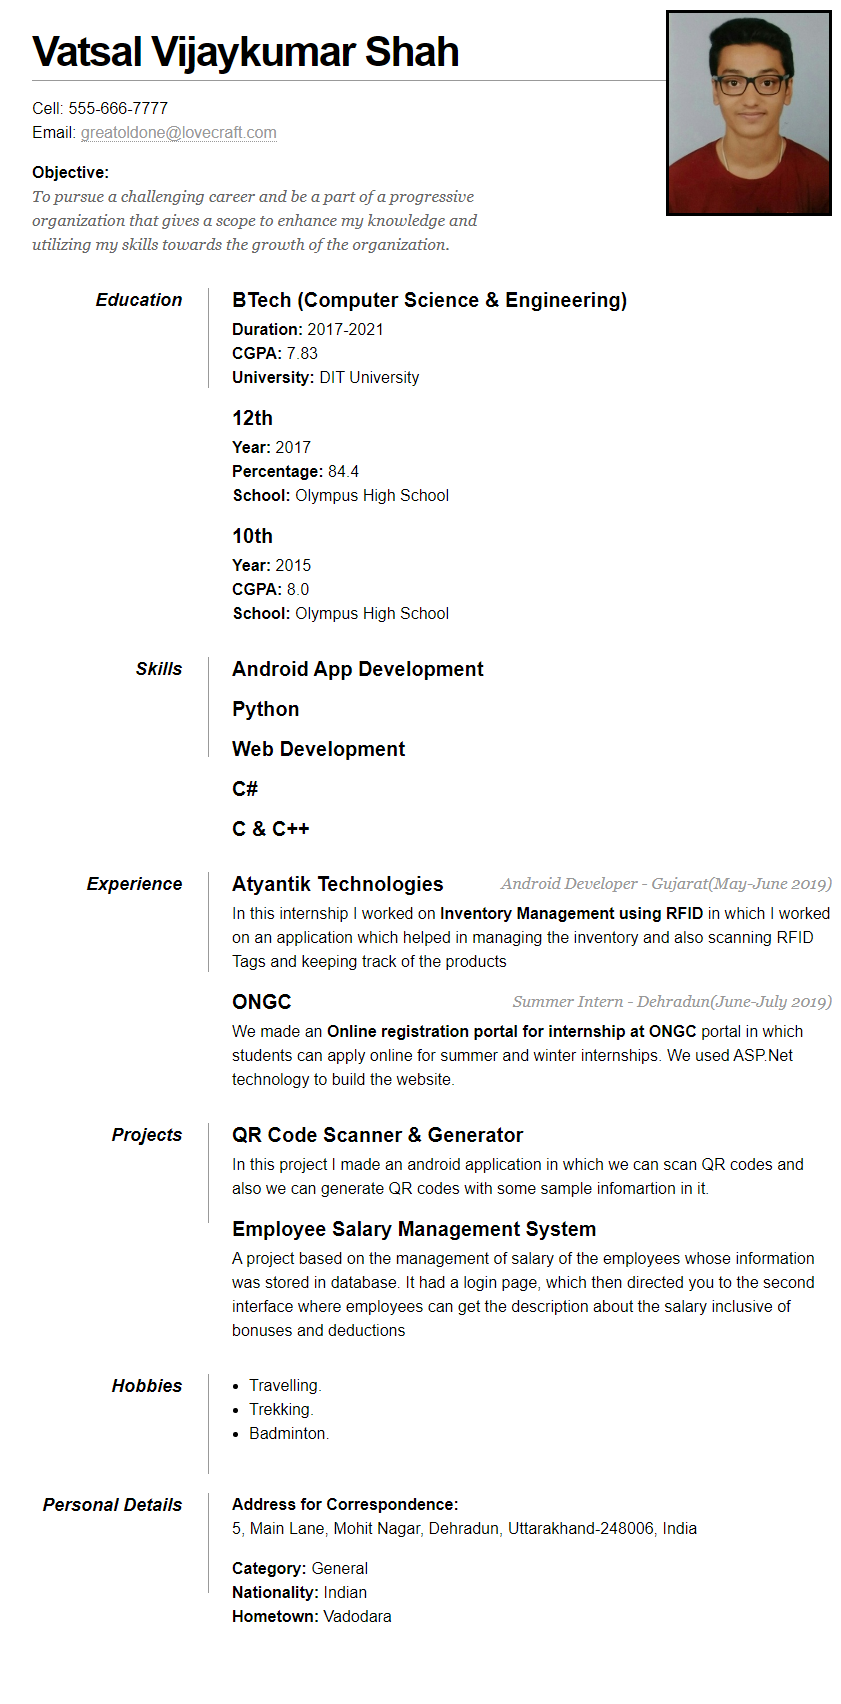 Vatsal Vijaykumar Shah
Cell: 555-666-7777
Email: greatoldone@lovecraft.com
Objective:
To pursue a challenging career and be a part of a progressive
organization that gives a scope to enhance my knowledge and
utilizing my skills towards the growth of the organization.
Education
BTech (Computer Science & Engineering)
Duration: 2017-2021
CGPA: 7.83
University: DIT University
12th
Year: 2017
Percentage: 84.4
School: Olympus High School
10th
Year: 2015
CGPA: 8.0
School: Olympus High School
Skills
Android App Development
Python
Web Development
C#
C & C++
Experience
Atyantik Technologies Android Developer - Gujarat(May-June 2019)
In this internship I worked on Inventory Management using RFID in which I worked
on an application which helped in managing the inventory and also scanning RFID
Tags and keeping track of the products
ONGC Summer Intern - Dehradun(June-July 2019)
We made an Online registration portal for internship at ONGC portal in which
students can apply online for summer and winter internships. We used ASP.Net
technology to build the website.
Projects
QR Code Scanner & Generator
In this project I made an android application in which we can scan QR codes and
also we can generate QR codes with some sample infomartion in it.
Employee Salary Management System
A project based on the management of salary of the employees whose information
was stored in database. It had a login page, which then directed you to the second
interface where employees can get the description about the salary inclusive of
bonuses and deductions
Hobbies
• Travelling.
• Trekking.
• Badminton.
Personal Details
Address for Correspondence:
5, Main Lane, Mohit Nagar, Dehradun, Uttarakhand-248006, India
Category: General
Nationality: Indian
Hometown: Vadodara